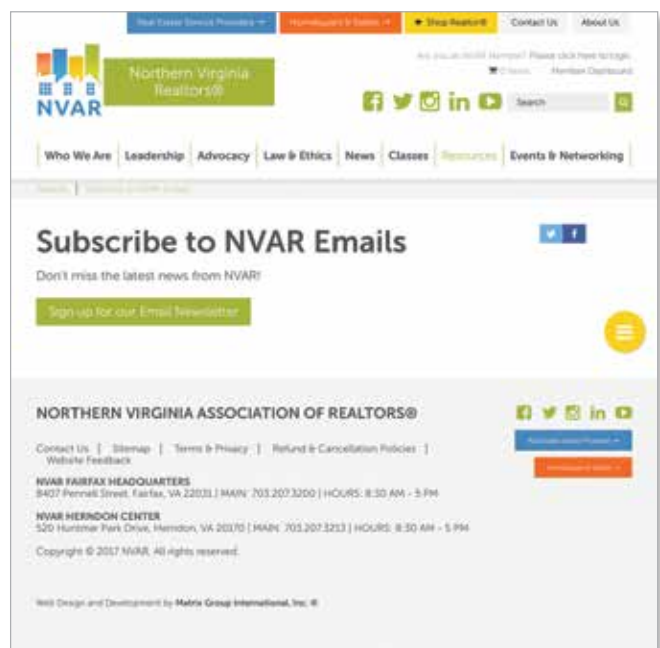 Real Estate Service Providers
Homebuyers & Sellers
Shop Realtor®
Contact Us
About Us
Are you an NVAR Member? Please click here to login.
Member Dashboard
NVAR
Northern Virginia
Realtors®
Search
Who We Are
Leadership
Advocacy
Law & Ethics
News
Classes
Resources
Events & Networking
Subscribe to NVAR Emails
Don't miss the latest news from NVAR!
Sign up for our Email Newsletter
NORTHERN VIRGINIA ASSOCIATION OF REALTORS®
Contact Us | Sitemap | Terms & Privacy | Refund & Cancellation Policies |
Website Feedback
NVAR FAIRFAX HEADQUARTERS
8407 Pennell Street, Fairfax, VA 22031 | MAIN: 703.207.3200 | HOURS: 8:30 AM - 5 PM
NVAR HERNDON CENTER
520 Huntmar Park Drive, Herndon, VA 20170 | MAIN: 703.207.3213 | HOURS: 8:30 AM - 5 PM
Copyright © 2017 NVAR. All rights reserved.
Web Design and Development by Matrix Group International, Inc. ®